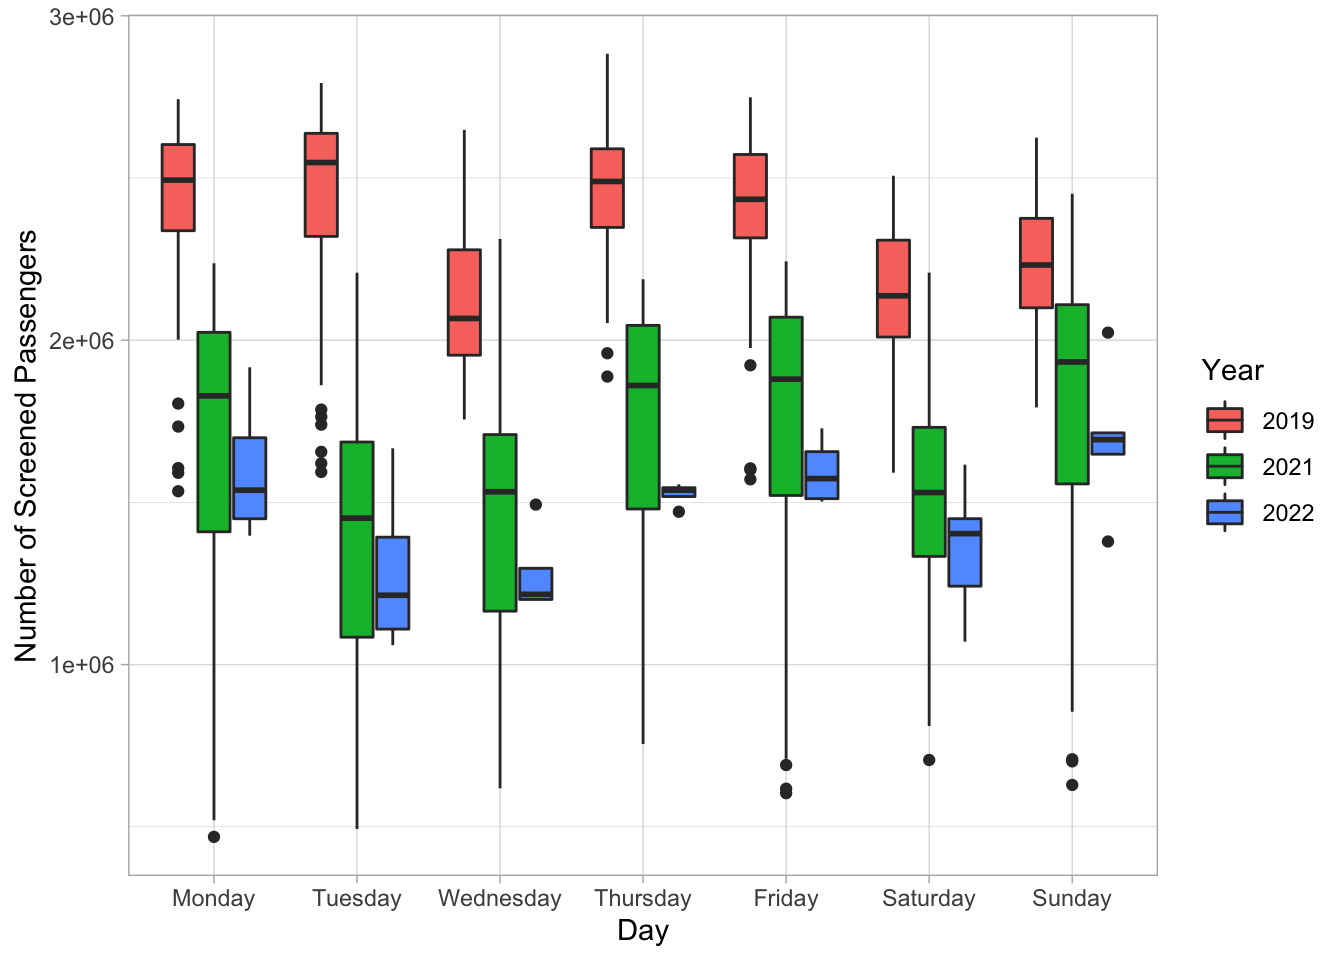 Number of Screened Passengers
3e+06
2e+06
1e+06
Monday Tuesday Wednesday Thursday Friday Saturday Sunday
Day
Year
2019
2021
2022